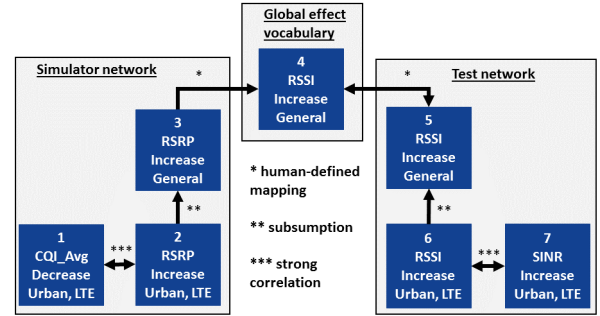 Global effect
vocabulary
4
RSSI
Increase
General
Simulator network
*
3
RSRP
Increase
General
**
1
CQI_Avg
Decrease
Urban, LTE
***
2
RSRP
Increase
Urban, LTE
* human-defined
mapping
** subsumption
*** strong
correlation
Test network
*
5
RSSI
Increase
General
**
6
RSSI
Increase
Urban, LTE
***
7
SINR
Increase
Urban, LTE